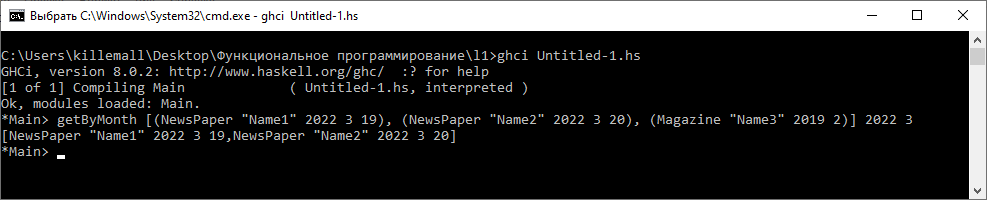 Выбрать C:\Windows\System32\cmd.exe - ghci Untitled-1.hs
C:\Users\killemall\Desktop\Функциональное программирование\l1>ghci Untitled-1.hs
GHCi, version 8.0.2: http://www.haskell.org/ghc/  :? for help
[1 of 1] Compiling Main             ( Untitled-1.hs, interpreted )
Ok, modules loaded: Main.
*Main> getByMonth [(NewsPaper "Name1" 2022 3 19), (NewsPaper "Name2" 2022 3 20), (Magazine "Name3" 2019 2)] 2022 3
[NewsPaper "Name1" 2022 3 19,NewsPaper "Name2" 2022 3 20]
*Main>